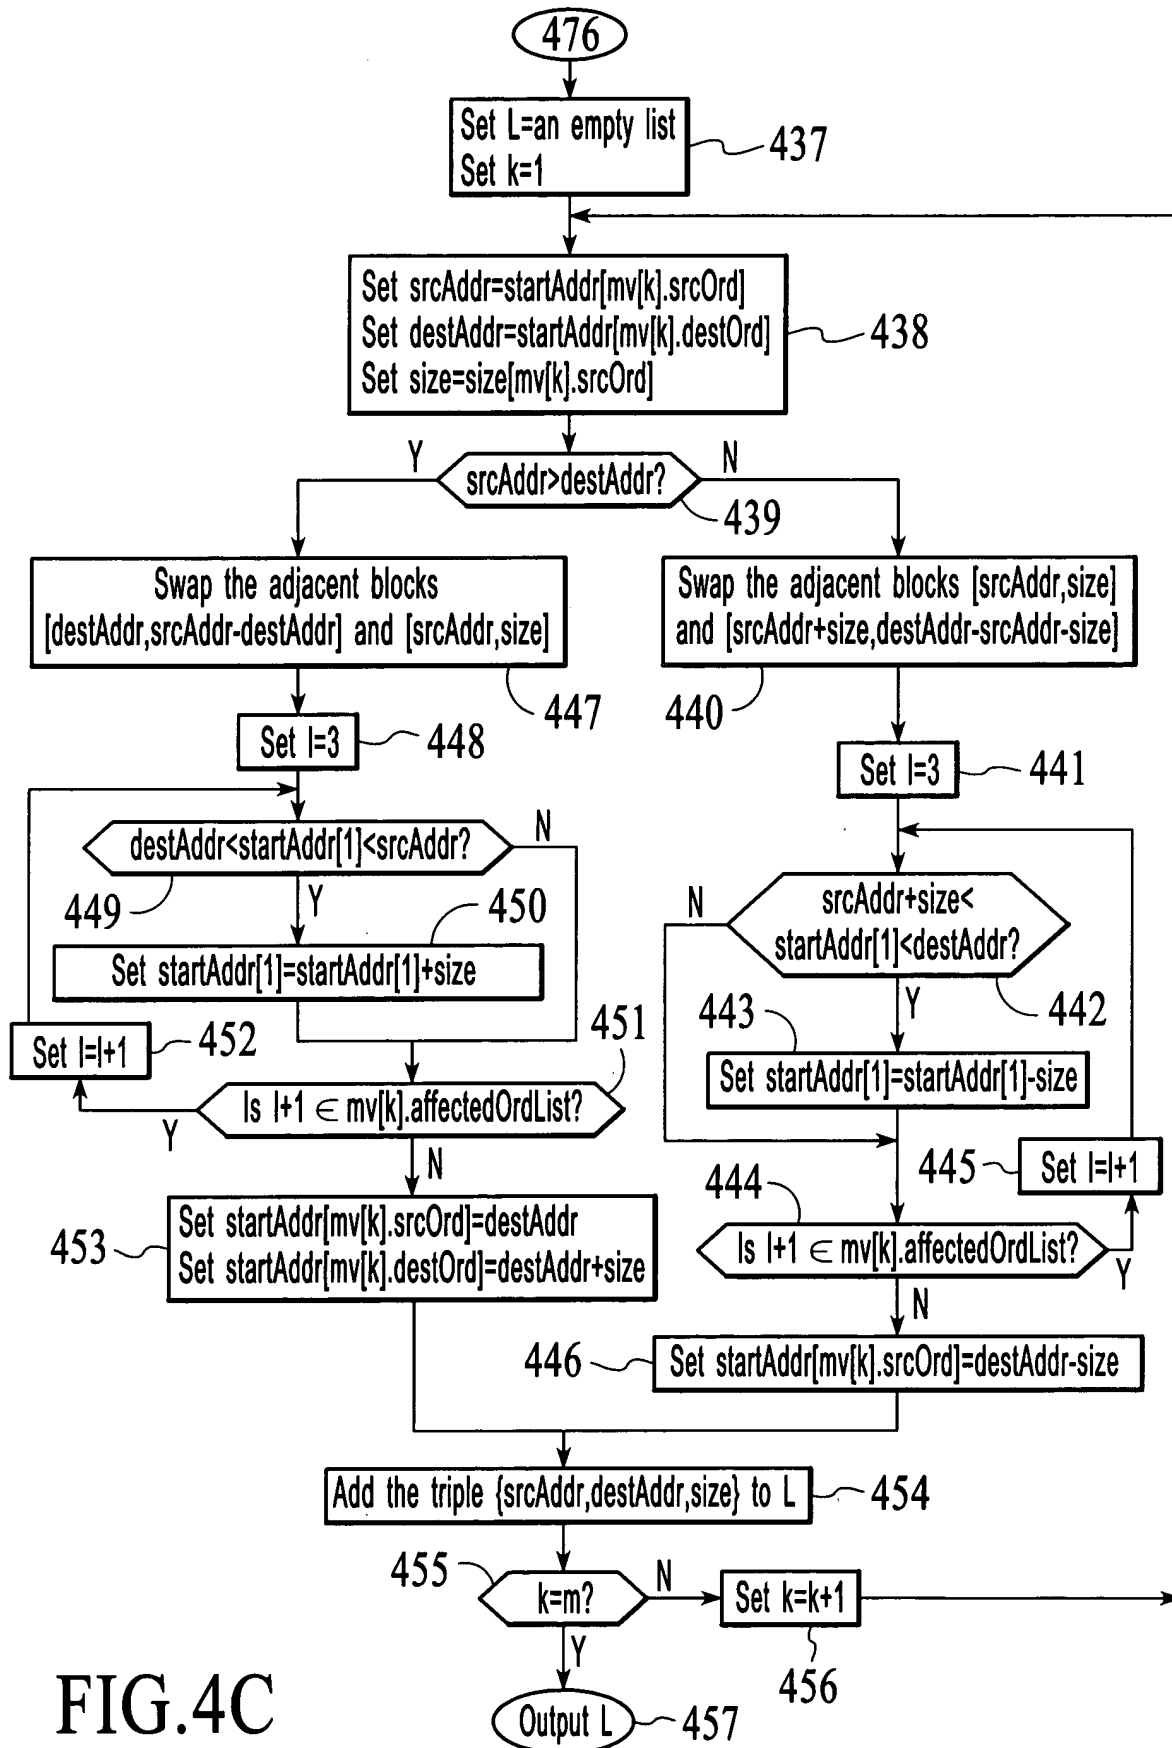 476
Set L=an empty list
Set k=1
437
Set srcAddr=startAddr[mv[k].srcOrd]
Set destAddr=startAddr[mv[k].destOrd]
Set size=size[mv[k].srcOrd]
438
Y
srcAddr>destAddr?
N
439
Swap the adjacent blocks
[destAddr,srcAddr-destAddr] and [srcAddr,size]
447
Swap the adjacent blocks [srcAddr,size]
and [srcAddr+size,destAddr-srcAddr-size]
440
Set l=3
448
Set l=3
441
destAddr<startAddr[1]<srcAddr?
N
449
Y
450
Set startAddr[1]=startAddr[1]+size
N
srcAddr+size<
startAddr[1]<destAddr?
442
Y
443
Set startAddr[1]=startAddr[1]-size
Set l=l+1
452
451
Y
Is l+1 ∈ mv[k].affectedOrdList?
N
445
Set l=l+1
444
Is l+1 ∈ mv[k].affectedOrdList?
Y
N
453
Set startAddr[mv[k].srcOrd]=destAddr
Set startAddr[mv[k].destOrd]=destAddr+size
446
Set startAddr[mv[k].srcOrd]=destAddr-size
Add the triple {srcAddr,destAddr,size} to L
454
455
k=m?
N
Set k=k+1
456
Y
Output L
457
FIG.4C